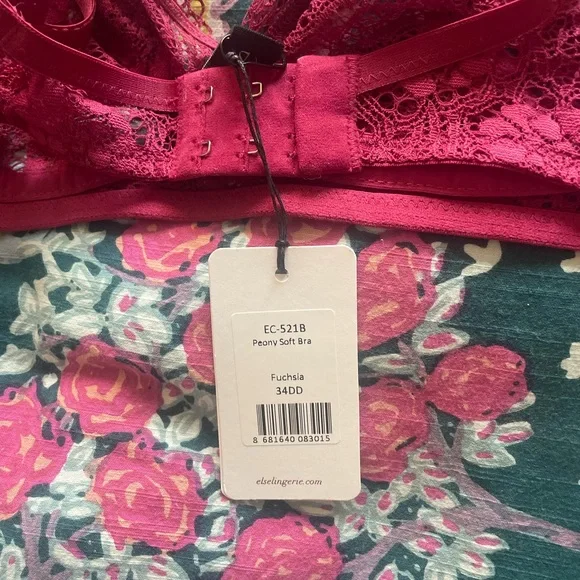 EC-521B
Peony Soft Bra
Fuchsia
34DD
8 681640 083015
elselingerie.com